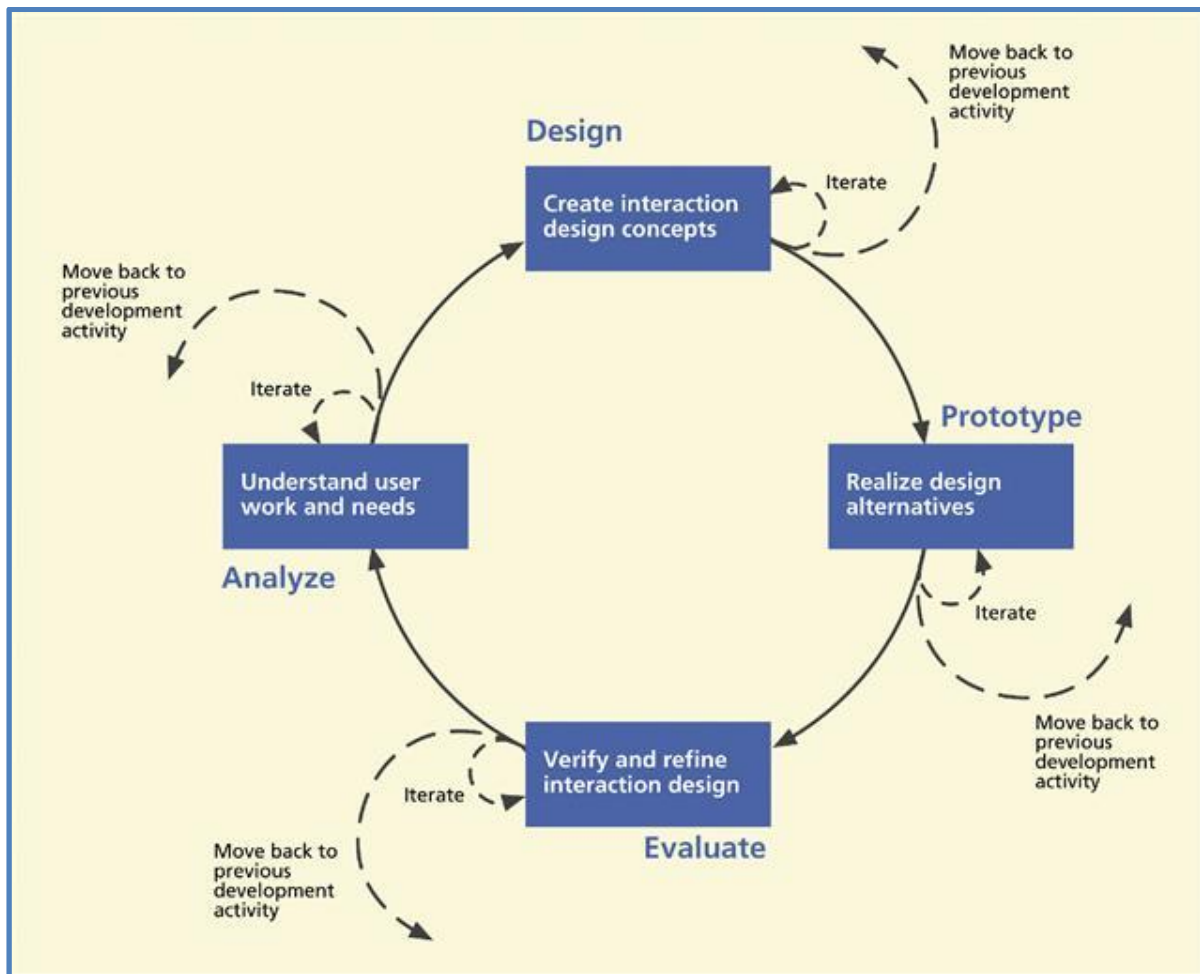 Move back to
previous
development
activity
Design
Create interaction
design concepts
Iterate
Move back to
previous
development
activity
Iterate
Prototype
Realize design
alternatives
Understand user
work and needs
Analyze
Iterate
Move back to
previous
development
activity
Verify and refine
interaction design
Iterate
Evaluate
Move back to
previous
development
activity